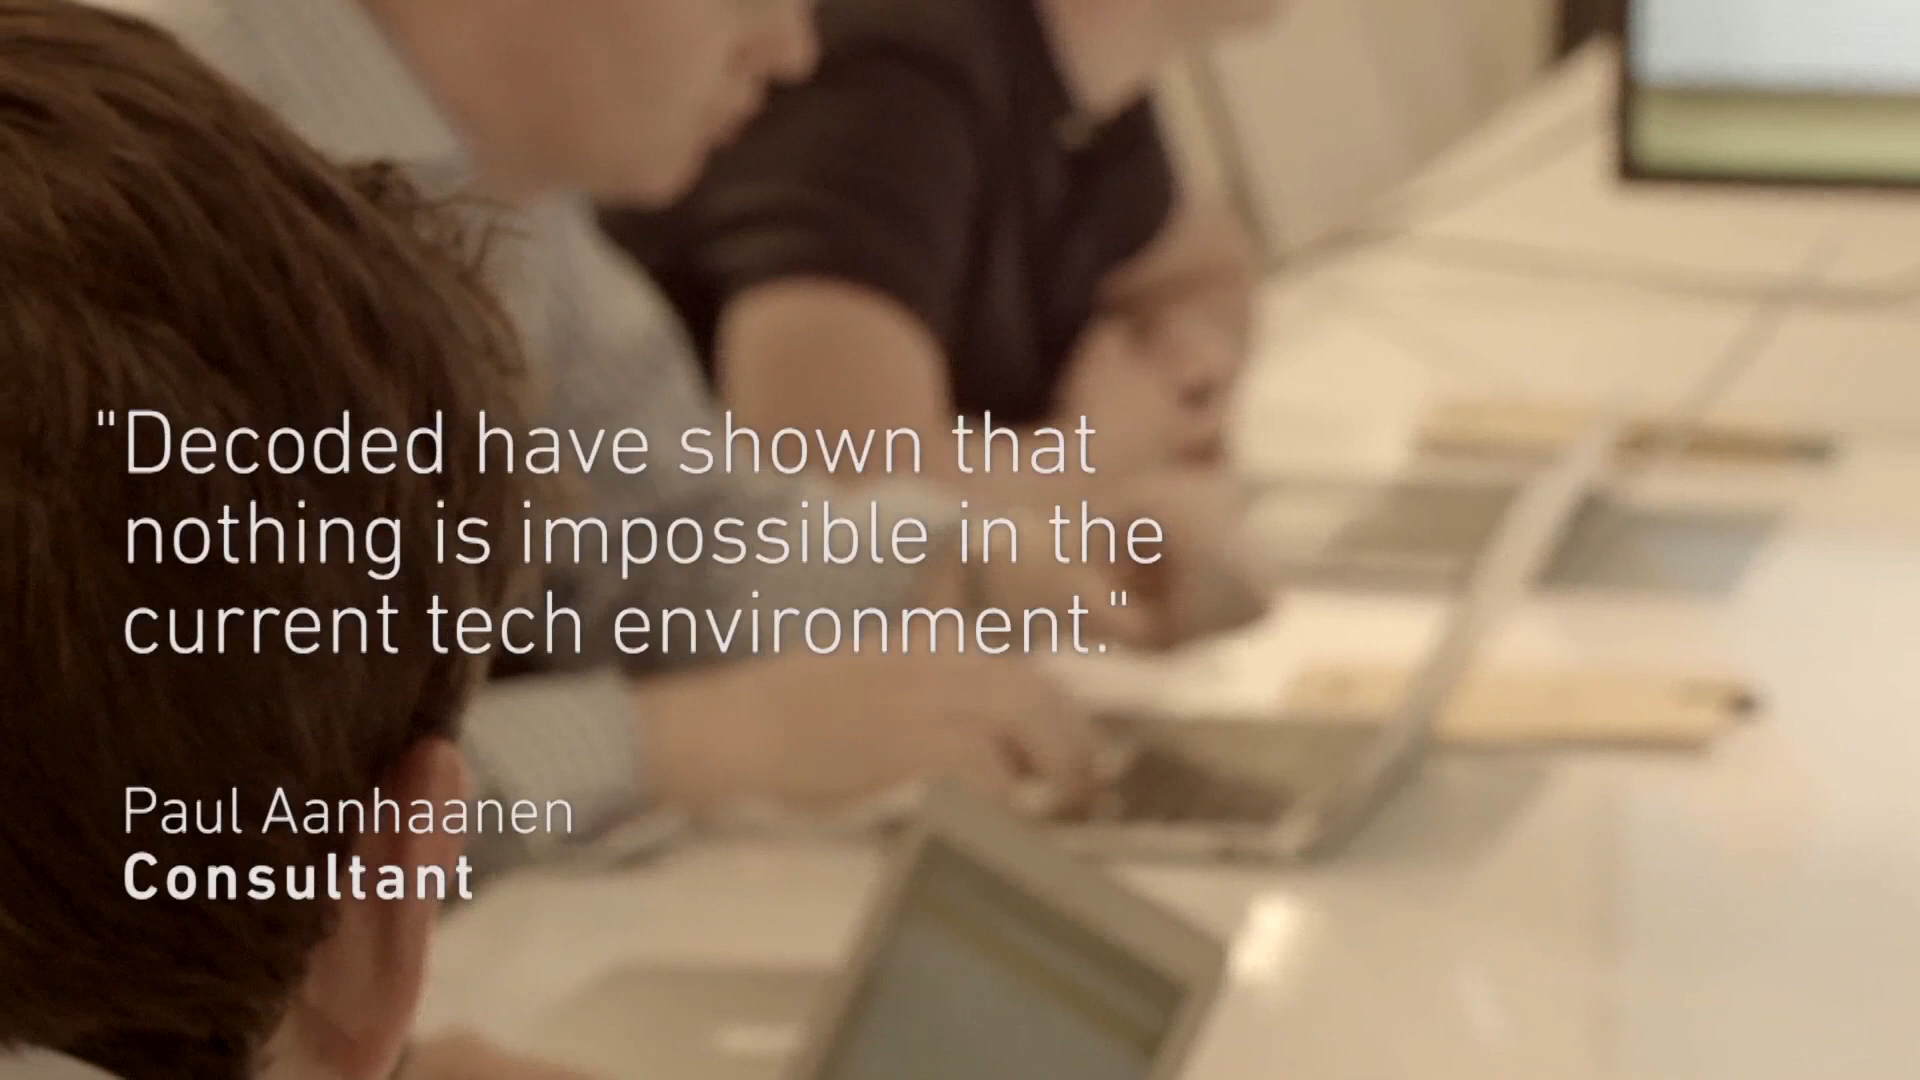 "Decoded have shown that
nothing is impossible in the
current tech environment."
Paul Aanhaanen
Consultant